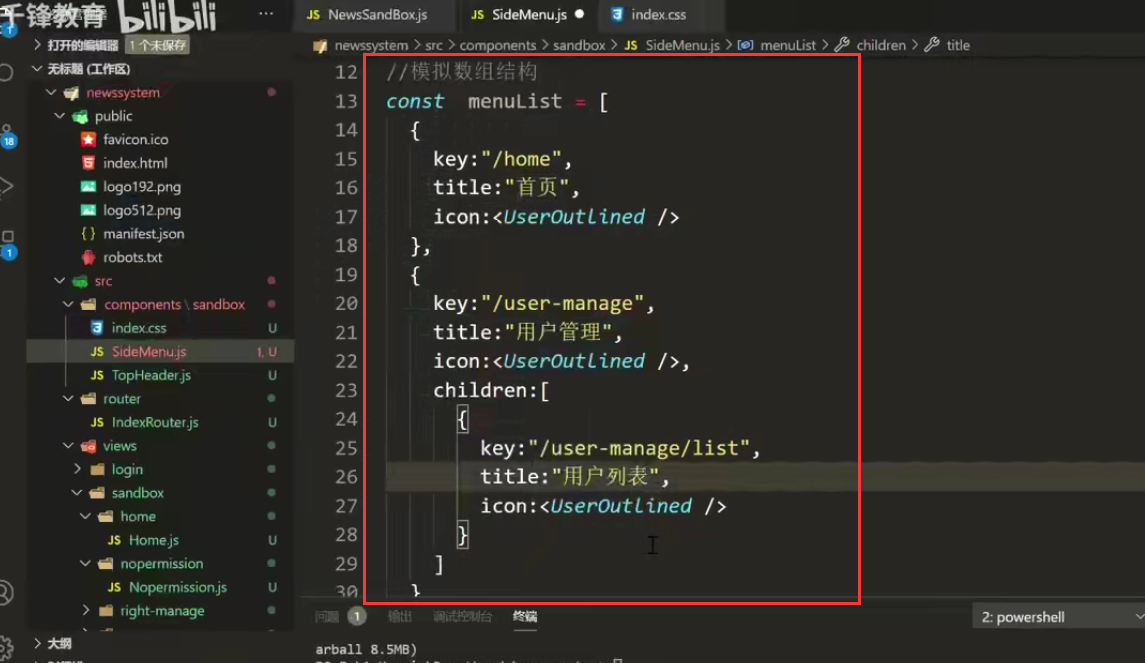 千锋教育 bilibili
···
JS NewsSandBox.js
JS SideMenu.js ●
index.css
打开的编辑器 1 个未保存
newssystem > src > components > sandbox > JS SideMenu.js > menuList > children > title
无标题 (工作区)
newssystem
public
favicon.ico
index.html
logo192.png
logo512.png
{} manifest.json
robots.txt
src
components \ sandbox
index.css U
JS SideMenu.js 1, U
JS TopHeader.js U
router
JS IndexRouter.js U
views
login
sandbox
home
JS Home.js U
nopermission
JS Nopermission.js U
right-manage
大纲
1
18
1
12 //模拟数组结构
13 const menuList = [
14 {
15 key:"/home",
16 title:"首页",
17 icon:<UserOutlined />
18 },
19 {
20 key:"/user-manage",
21 title:"用户管理",
22 icon:<UserOutlined />,
23 children:[
24 {
25 key:"/user-manage/list",
26 title:"用户列表",
27 icon:<UserOutlined />
28 }
29 ]
30 }
问题 1 输出 调试控制台 终端
2: powershell
arball 8.5MB)